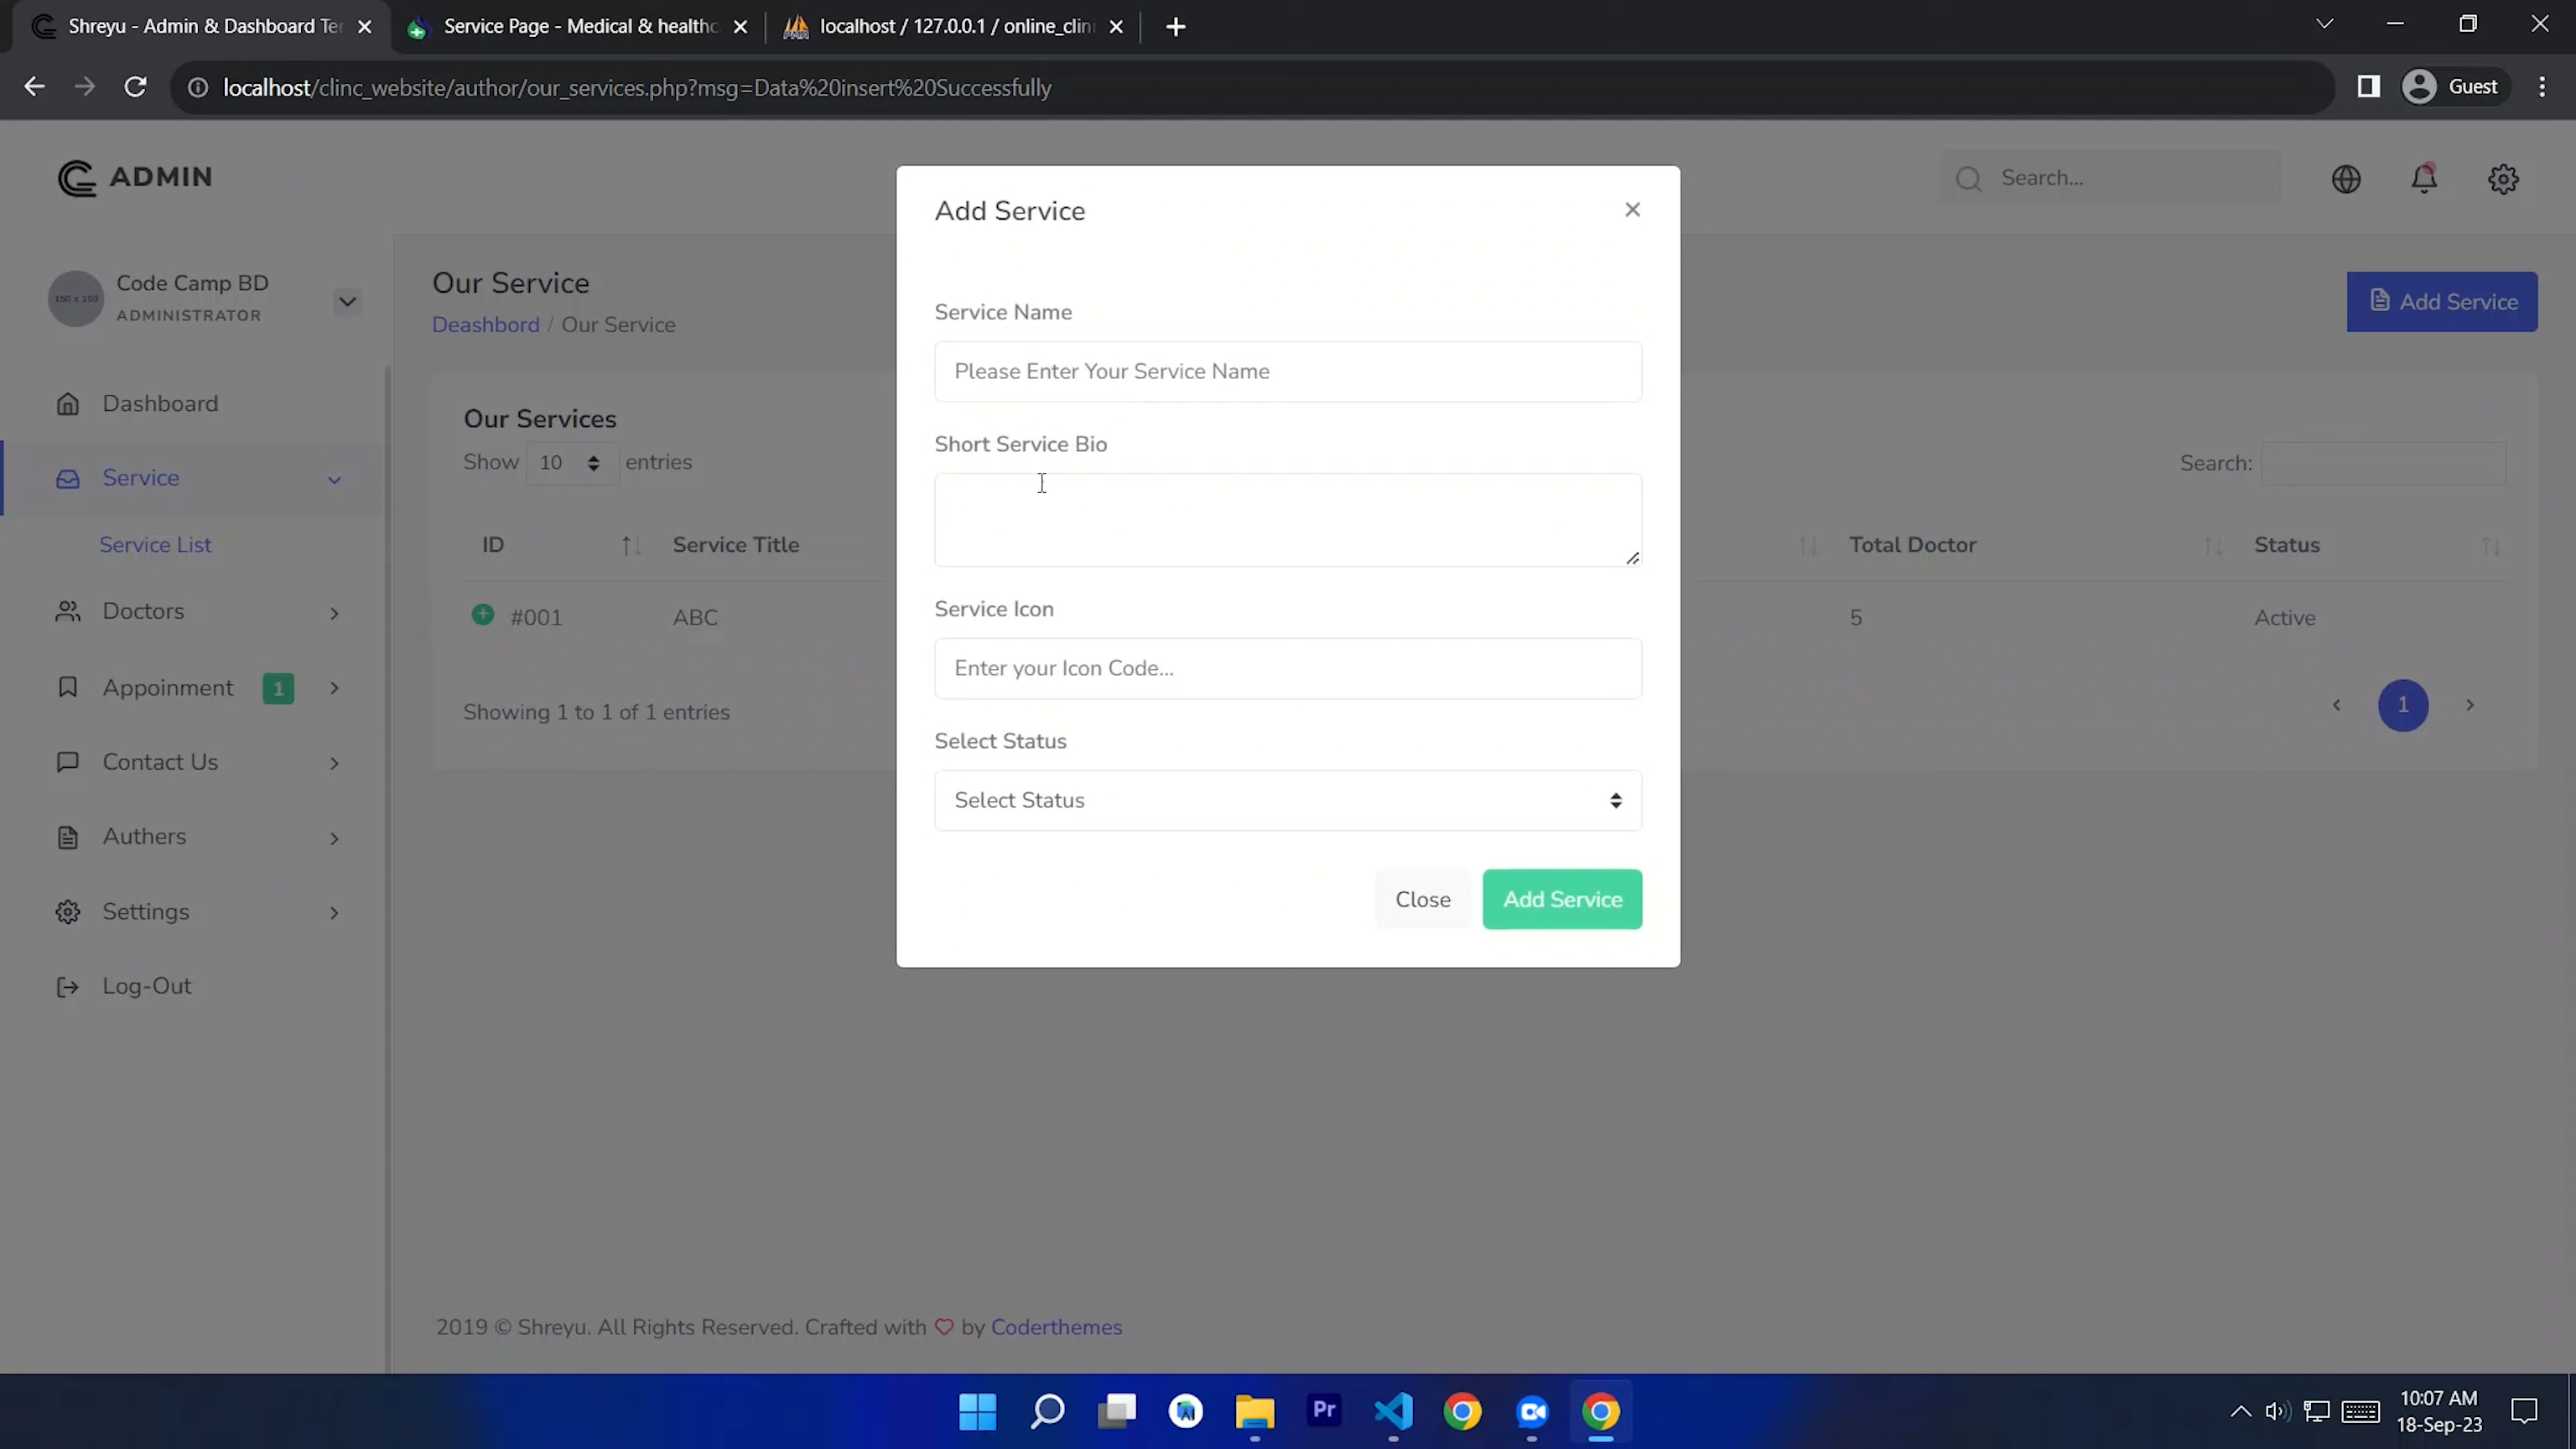 Shreyu - Admin & Dashboard Ter
Service Page - Medical & healthc
localhost / 127.0.0.1 / online_clini
localhost/clinc_website/author/our_services.php?msg=Data%20insert%20Successfully
Guest
ADMIN
Search...
Code Camp BD
ADMINISTRATOR
150 x 150
Dashboard
Service
Service List
Doctors
Appoinment 1
Contact Us
Authers
Settings
Log-Out
Our Service
Deashbord / Our Service
Add Service
Our Services
Show 10 entries
Search:
ID Service Title Total Doctor Status
#001 ABC 5 Active
Showing 1 to 1 of 1 entries
1
Add Service
Service Name
Please Enter Your Service Name
Short Service Bio
Service Icon
Enter your Icon Code...
Select Status
Select Status
Close Add Service
2019 © Shreyu. All Rights Reserved. Crafted with by Coderthemes
Pr
10:07 AM
18-Sep-23